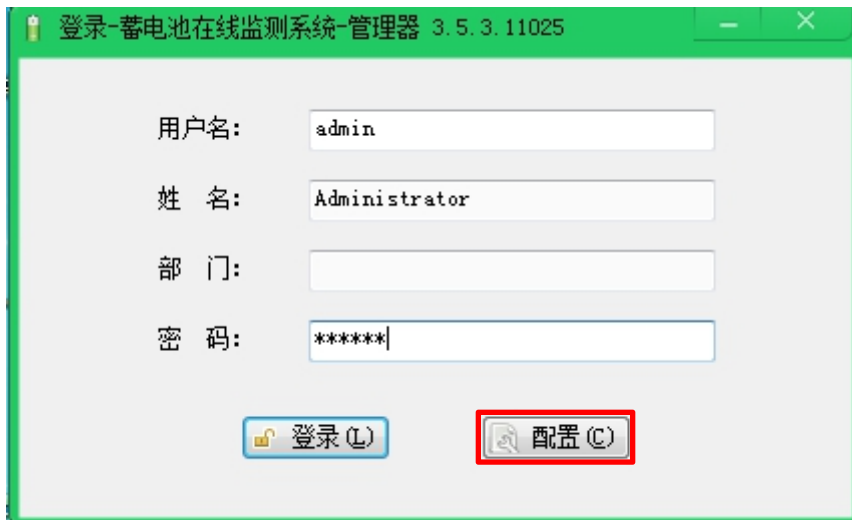 登录-蓄电池在线监测系统-管理器 3.5.3.11025
用户名: admin
姓 名: Administrator
部 门:
密 码: ******
登录(L) 配置(C)